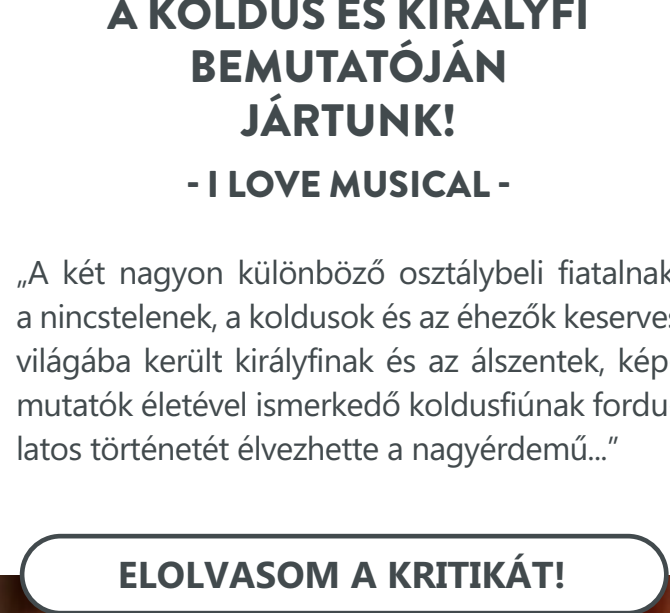 A KOLDUS ÉS KIRÁLYFI
BEMUTATÓJÁN
JÁRTUNK!
- I LOVE MUSICAL -
„A két nagyon különböző osztálybeli fiatalnak
a nincstelenek, a koldusok és az éhezők keserves
világába került királyfinak és az álszentek, kép
mutatók életével ismerkedő koldusfiúnak fordu
latos történetét élvezhette a nagyérdemű...”
ELOLVASOM A KRITIKÁT!